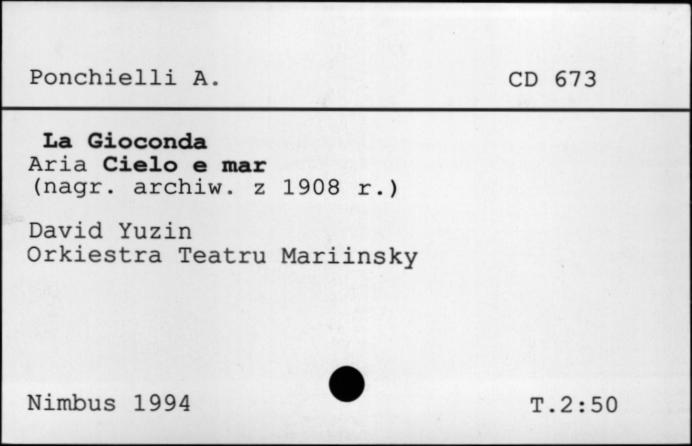 Ponchielli A. CD 673
La Gioconda
Aria Cielo e mar
(nagr. archiw. z 1908 r.)
David Yuzin
Orkiestra Teatru Mariinsky
Nimbus 1994 T.2:50